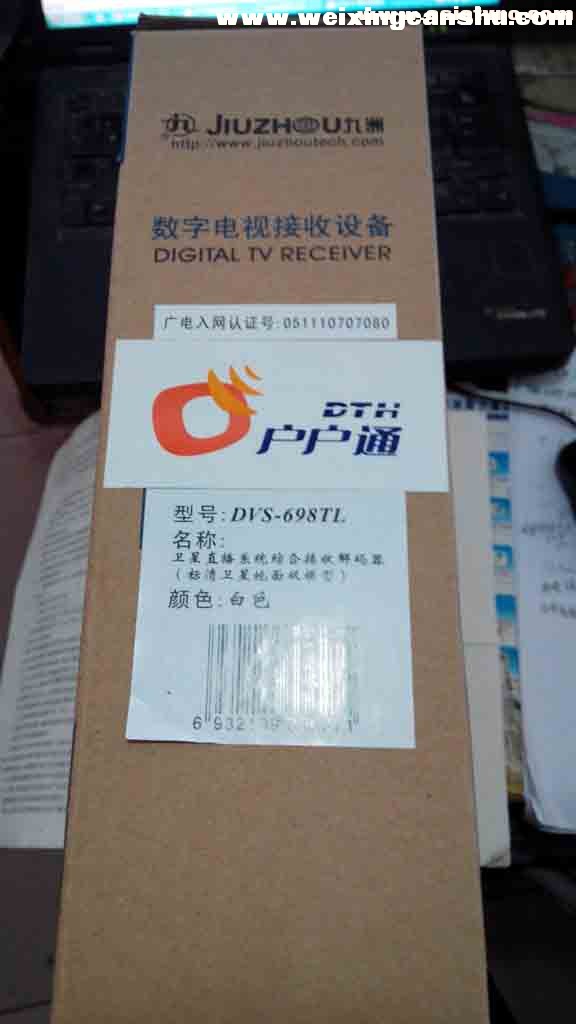 www.weixingcanshu.com
JIUZHOU九洲
http://www.jiuzhoutech.com
数字电视接收设备
DIGITAL TV RECEIVER
广电入网认证号:051110707080
DTH
户户通
型号:DVS-698TL
名称:
卫星直播系统综合接收解码器
(标清卫星地面双模型)
颜色:白色